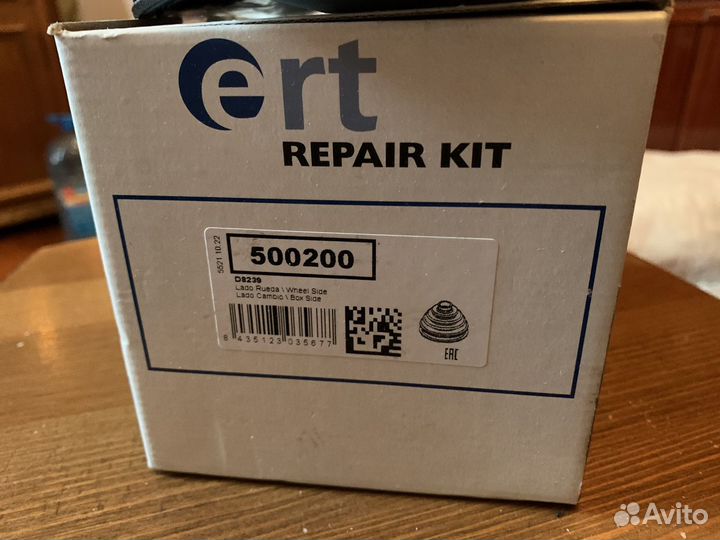 ert
REPAIR KIT
5521 10.22
500200
D8239
Lado Rueda \ Wheel Side
Lado Cambio \ Box Side
8 435123 035677
EAC
Avito